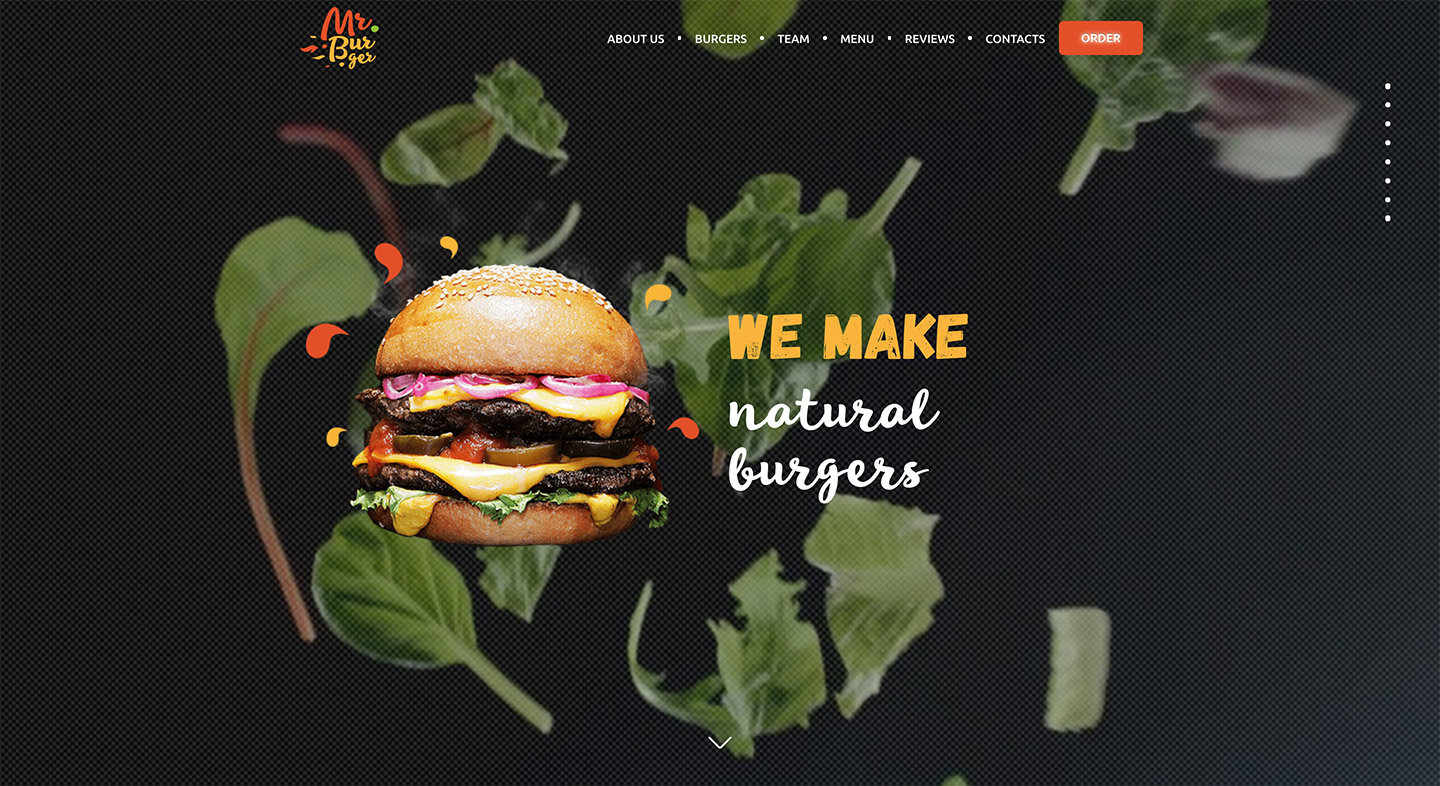 Mr.
Bur
ger
ABOUT US
BURGERS
TEAM
MENU
REVIEWS
CONTACTS
ORDER
WE MAKE
natural
burgers